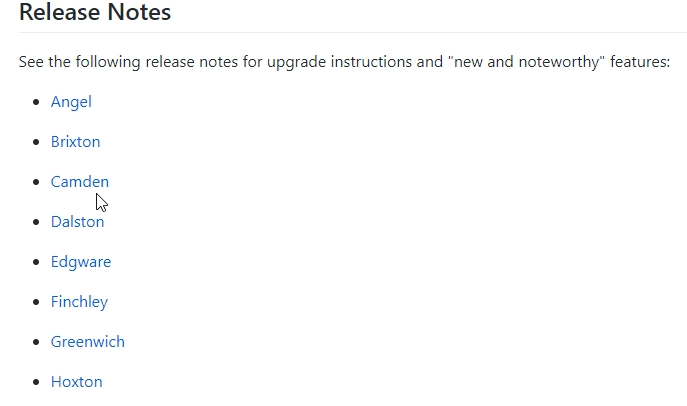 Release Notes
See the following release notes for upgrade instructions and "new and noteworthy" features:
Angel
Brixton
Camden
Dalston
Edgware
Finchley
Greenwich
Hoxton